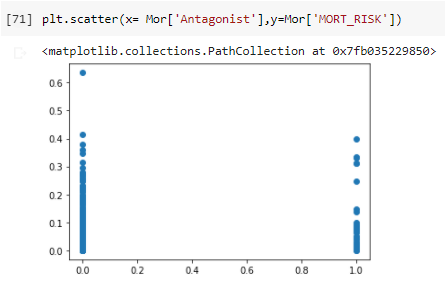 [71] plt.scatter(x= Mor['Antagonist'],y=Mor['MORT_RISK'])
<matplotlib.collections.PathCollection at 0x7fb035229850>
0.6
0.5
0.4
0.3
0.2
0.1
0.0
0.0 0.2 0.4 0.6 0.8 1.0